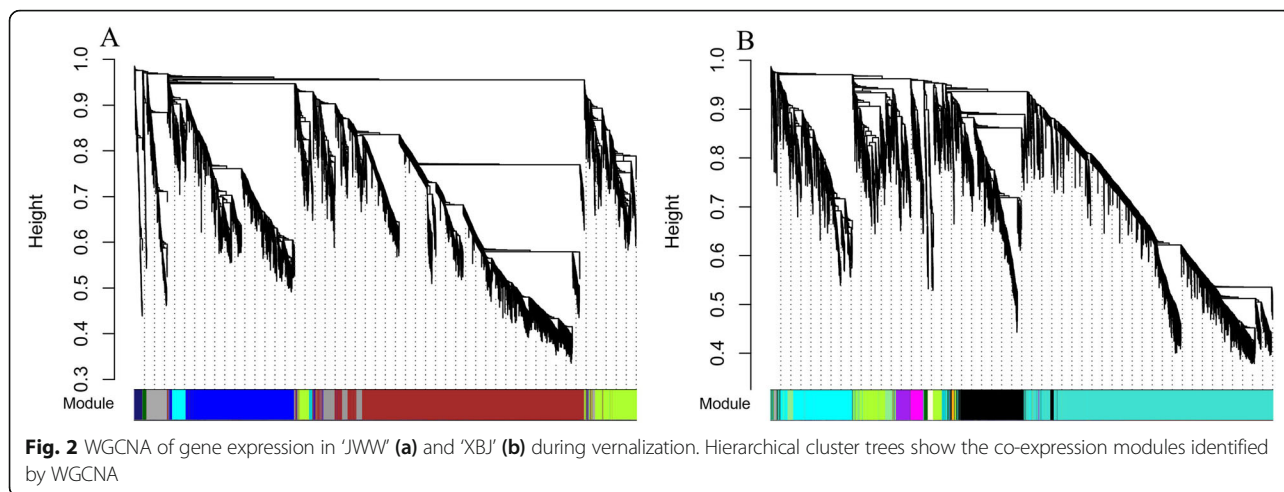 A
1.0
0.9
0.8
0.7
0.6
0.5
0.4
0.3
Height
Module
B
1.0
0.9
0.8
0.7
0.6
0.5
0.4
Height
Module
Fig. 2 WGCNA of gene expression in ‘JWW’ (a) and ‘XBJ’ (b) during vernalization. Hierarchical cluster trees show the co-expression modules identified
by WGCNA